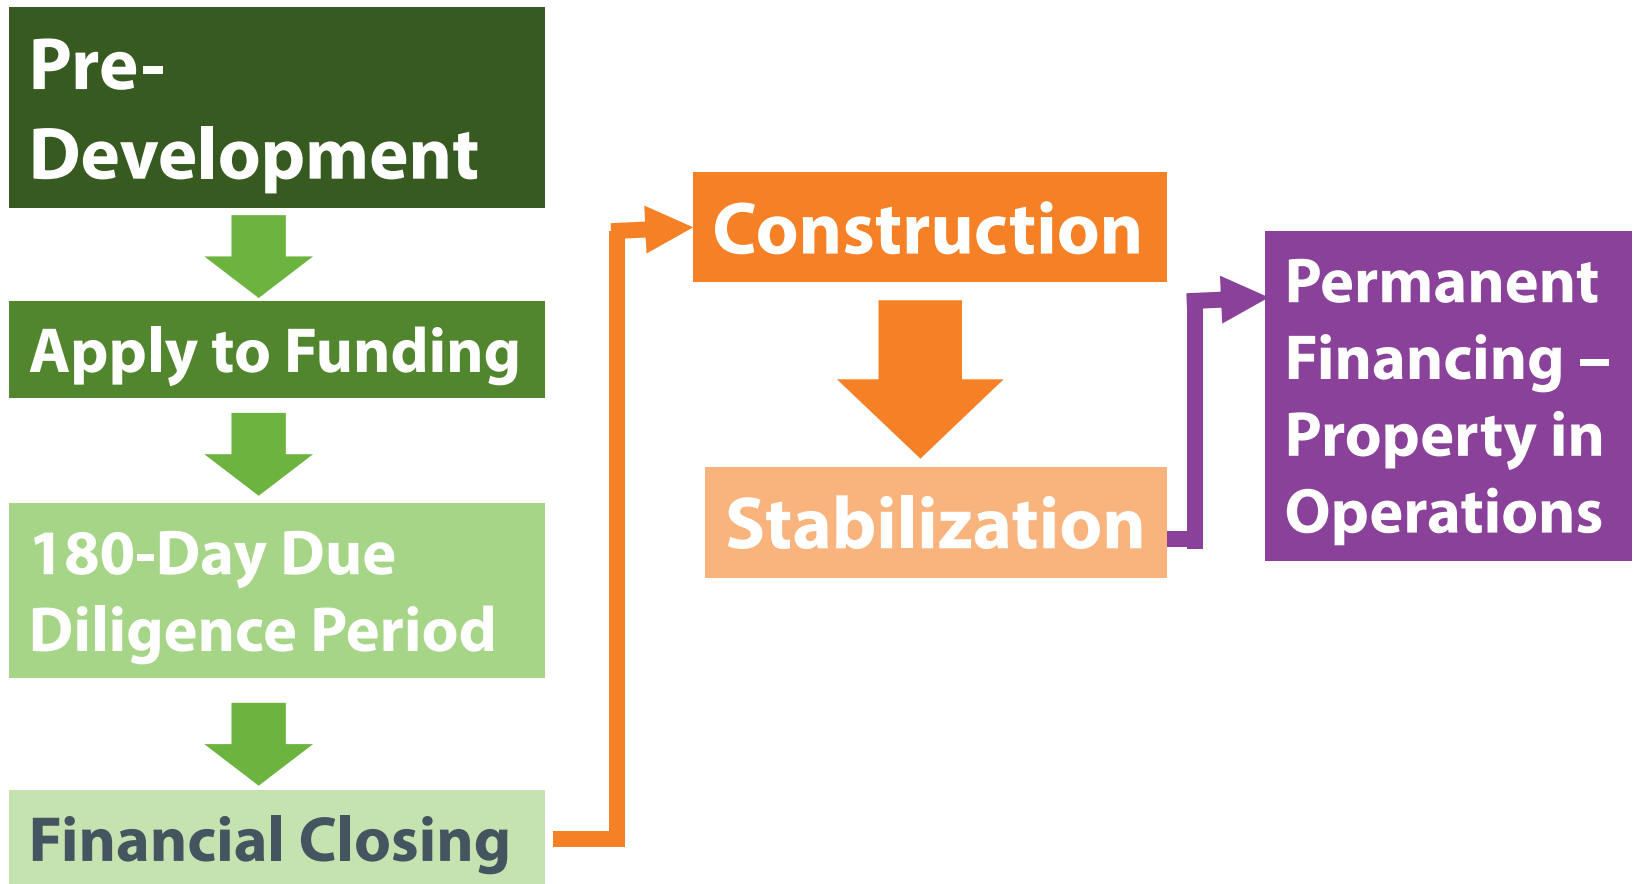 Pre-
Development
Apply to Funding
180-Day Due
Diligence Period
Financial Closing
Construction
Stabilization
Permanent
Financing –
Property in
Operations